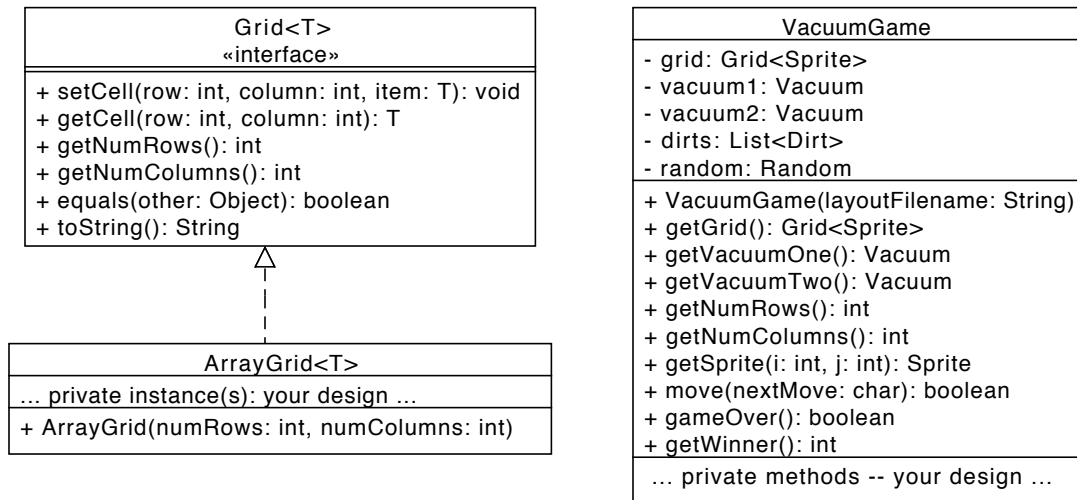 Grid<T>
«interface»
+ setCell(row: int, column: int, item: T): void
+ getCell(row: int, column: int): T
+ getNumRows(): int
+ getNumColumns(): int
+ equals(other: Object): boolean
+ toString(): String
ArrayGrid<T>
... private instance(s): your design ...
+ ArrayGrid(numRows: int, numColumns: int)
VacuumGame
- grid: Grid<Sprite>
- vacuum1: Vacuum
- vacuum2: Vacuum
- dirts: List<Dirt>
- random: Random
+ VacuumGame(layoutFilename: String)
+ getGrid(): Grid<Sprite>
+ getVacuumOne(): Vacuum
+ getVacuumTwo(): Vacuum
+ getNumRows(): int
+ getNumColumns(): int
+ getSprite(i: int, j: int): Sprite
+ move(nextMove: char): boolean
+ gameOver(): boolean
+ getWinner(): int
... private methods -- your design ...